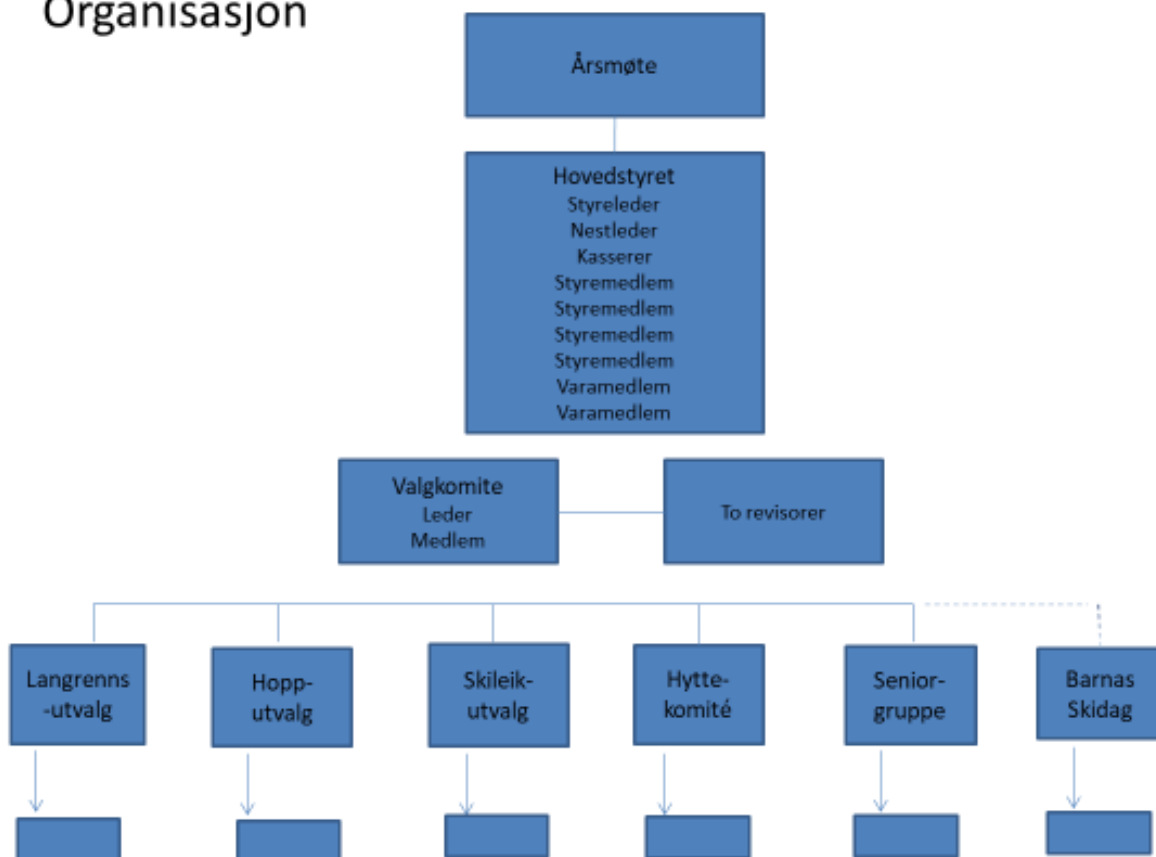 Organisasjon
Årsmøte
Hovedstyret
Styreleder
Nestleder
Kasserer
Styremedlem
Styremedlem
Styremedlem
Styremedlem
Varamedlem
Varamedlem
Valgkomite
Leder
Medlem
To revisorer
Langrenns
-utvalg
Hopp-
utvalg
Skileik-
utvalg
Hytte-
komité
Senior-
gruppe
Barnas
Skidag